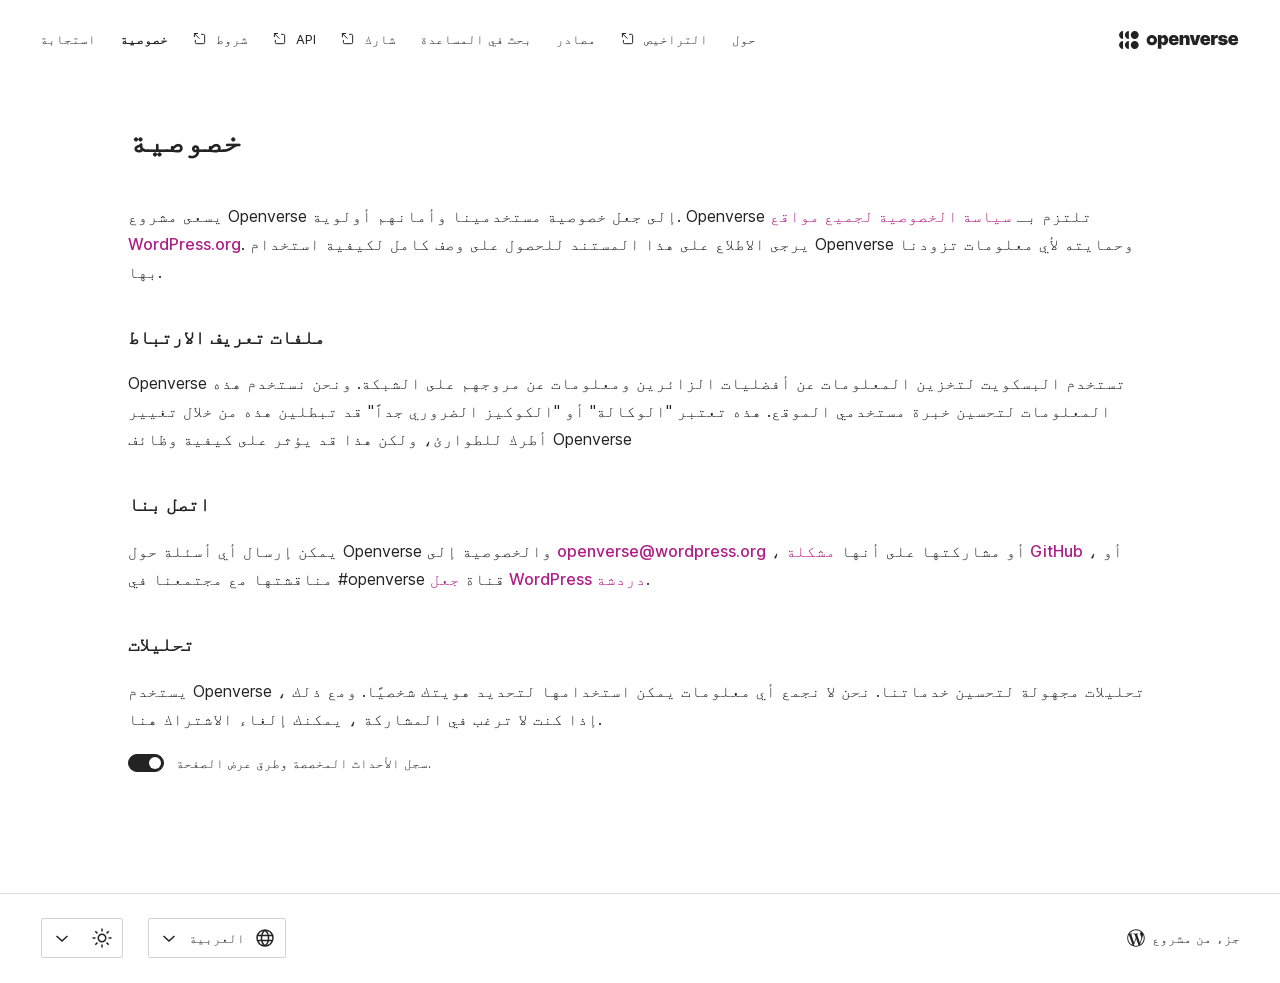 openverse
حول
التراخيص
مصادر
بحث في المساعدة
شارك
API
شروط
خصوصية
استجابة
خصوصية
يسعى مشروع Openverse إلى جعل خصوصية مستخدمينا وأمانهم أولوية. Openverse تلتزم بـ سياسة الخصوصية لجميع مواقع
WordPress.org. يرجى الاطلاع على هذا المستند للحصول على وصف كامل لكيفية استخدام Openverse وحمايته لأي معلومات تزودنا
بها.
ملفات تعريف الارتباط
Openverse تستخدم البسكويت لتخزين المعلومات عن أفضليات الزائرين ومعلومات عن مروجهم على الشبكة. ونحن نستخدم هذه
المعلومات لتحسين خبرة مستخدمي الموقع. هذه تعتبر "الوكالة" أو "الكوكيز الضروري جداً" قد تبطلين هذه من خلال تغيير
أطرك للطوارئ، ولكن هذا قد يؤثر على كيفية وظائف Openverse
اتصل بنا
يمكن إرسال أي أسئلة حول Openverse والخصوصية إلى openverse@wordpress.org ، أو مشاركتها على أنها مشكلة GitHub ، أو
مناقشتها مع مجتمعنا في #openverse قناة جعل WordPress دردشة.
تحليلات
يستخدم Openverse تحليلات مجهولة لتحسين خدماتنا. نحن لا نجمع أي معلومات يمكن استخدامها لتحديد هويتك شخصيًا. ومع ذلك ،
إذا كنت لا ترغب في المشاركة ، يمكنك إلغاء الاشتراك هنا.
سجل الأحداث المخصصة وطرق عرض الصفحة.
جزء من مشروع
العربية